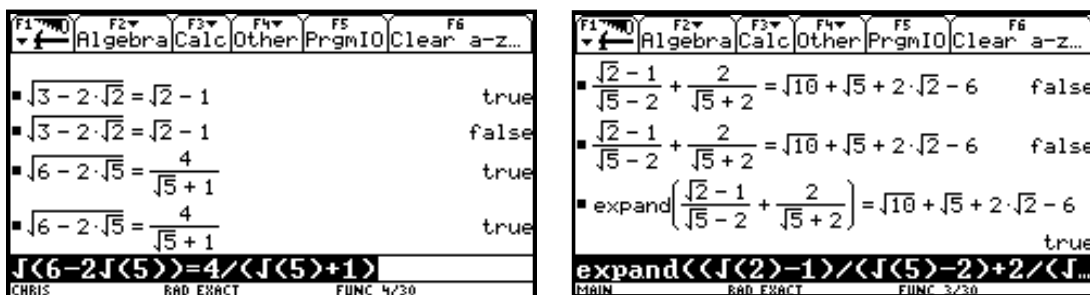 F1 F2▼ F3▼ F4▼ F5 F6
Algebra Calc Other PrgmIO Clear a-z…
▪ √(3 − 2·√2) = √2 − 1 true
▪ √(3 − 2·√2) = √2 − 1 false
▪ √(6 − 2·√5) = 4/(√5 + 1) true
▪ √(6 − 2·√5) = 4/(√5 + 1) true
√(6-2√(5))=4/(√(5)+1)
CHRIS RAD EXACT FUNC 4/30
F1 F2▼ F3▼ F4▼ F5 F6
Algebra Calc Other PrgmIO Clear a-z…
▪ (√2 − 1)/(√5 − 2) + 2/(√5 + 2) = √10 + √5 + 2·√2 − 6 false
▪ (√2 − 1)/(√5 − 2) + 2/(√5 + 2) = √10 + √5 + 2·√2 − 6 false
▪ expand((√2 − 1)/(√5 − 2) + 2/(√5 + 2)) = √10 + √5 + 2·√2 − 6
true
expand((√(2)-1)/(√(5)-2)+2/(√…
MAIN RAD EXACT FUNC 3/30